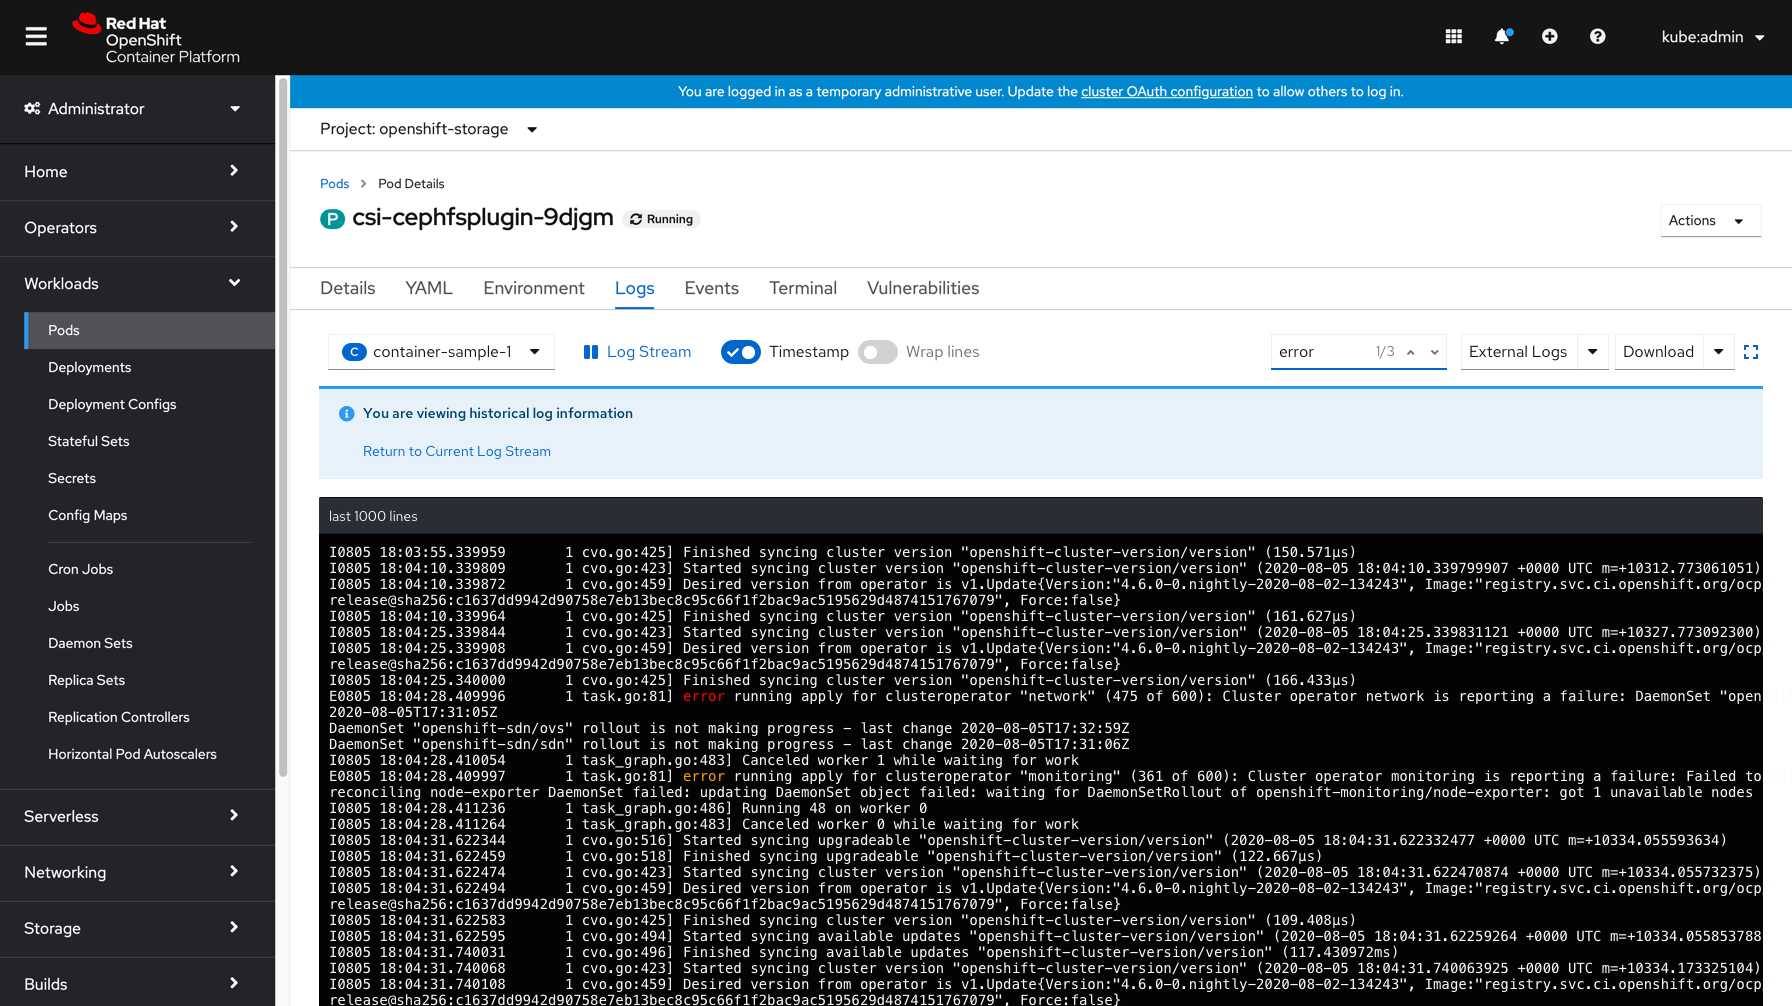 Red Hat
OpenShift
Container Platform
kube:admin
Administrator
Home
Operators
Workloads
Pods
Deployments
Deployment Configs
Stateful Sets
Secrets
Config Maps
Cron Jobs
Jobs
Daemon Sets
Replica Sets
Replication Controllers
Horizontal Pod Autoscalers
Serverless
Networking
Storage
Builds
You are logged in as a temporary administrative user. Update the cluster OAuth configuration to allow others to log in.
Project: openshift-storage
Pods > Pod Details
P csi-cephfsplugin-9djgm Running
Actions
Details YAML Environment Logs Events Terminal Vulnerabilities
C container-sample-1 Log Stream Timestamp Wrap lines error 1/3 External Logs Download
You are viewing historical log information
Return to Current Log Stream
last 1000 lines
I0805 18:03:55.339959 1 cvo.go:425] Finished syncing cluster version "openshift-cluster-version/version" (150.571µs)
I0805 18:04:10.339809 1 cvo.go:423] Started syncing cluster version "openshift-cluster-version/version" (2020-08-05 18:04:10.339799907 +0000 UTC m=+10312.773061051)
I0805 18:04:10.339872 1 cvo.go:459] Desired version from operator is v1.Update{Version:"4.6.0-0.nightly-2020-08-02-134243", Image:"registry.svc.ci.openshift.org/ocp
release@sha256:c1637dd9942d90758e7eb13bec8c95c66f1f2bac9ac5195629d4874151767079", Force:false}
I0805 18:04:10.339964 1 cvo.go:425] Finished syncing cluster version "openshift-cluster-version/version" (161.627µs)
I0805 18:04:25.339844 1 cvo.go:423] Started syncing cluster version "openshift-cluster-version/version" (2020-08-05 18:04:25.339831121 +0000 UTC m=+10327.773092300)
I0805 18:04:25.339908 1 cvo.go:459] Desired version from operator is v1.Update{Version:"4.6.0-0.nightly-2020-08-02-134243", Image:"registry.svc.ci.openshift.org/ocp
release@sha256:c1637dd9942d90758e7eb13bec8c95c66f1f2bac9ac5195629d4874151767079", Force:false}
I0805 18:04:25.340000 1 cvo.go:425] Finished syncing cluster version "openshift-cluster-version/version" (166.433µs)
E0805 18:04:28.409996 1 task.go:81] error running apply for clusteroperator "network" (475 of 600): Cluster operator network is reporting a failure: DaemonSet "open
2020-08-05T17:31:05Z
DaemonSet "openshift-sdn/ovs" rollout is not making progress – last change 2020-08-05T17:32:59Z
DaemonSet "openshift-sdn/sdn" rollout is not making progress – last change 2020-08-05T17:31:06Z
I0805 18:04:28.410054 1 task_graph.go:483] Canceled worker 1 while waiting for work
E0805 18:04:28.409997 1 task.go:81] error running apply for clusteroperator "monitoring" (361 of 600): Cluster operator monitoring is reporting a failure: Failed to
reconciling node-exporter DaemonSet failed: updating DaemonSet object failed: waiting for DaemonSetRollout of openshift-monitoring/node-exporter: got 1 unavailable nodes
I0805 18:04:28.411236 1 task_graph.go:486] Running 48 on worker 0
I0805 18:04:28.411264 1 task_graph.go:483] Canceled worker 0 while waiting for work
I0805 18:04:31.622344 1 cvo.go:516] Started syncing upgradeable "openshift-cluster-version/version" (2020-08-05 18:04:31.622332477 +0000 UTC m=+10334.055593634)
I0805 18:04:31.622459 1 cvo.go:518] Finished syncing upgradeable "openshift-cluster-version/version" (122.667µs)
I0805 18:04:31.622474 1 cvo.go:423] Started syncing cluster version "openshift-cluster-version/version" (2020-08-05 18:04:31.622470874 +0000 UTC m=+10334.055732375)
I0805 18:04:31.622494 1 cvo.go:459] Desired version from operator is v1.Update{Version:"4.6.0-0.nightly-2020-08-02-134243", Image:"registry.svc.ci.openshift.org/ocp
release@sha256:c1637dd9942d90758e7eb13bec8c95c66f1f2bac9ac5195629d4874151767079", Force:false}
I0805 18:04:31.622583 1 cvo.go:425] Finished syncing cluster version "openshift-cluster-version/version" (109.408µs)
I0805 18:04:31.622595 1 cvo.go:494] Started syncing available updates "openshift-cluster-version/version" (2020-08-05 18:04:31.62259264 +0000 UTC m=+10334.055853788
I0805 18:04:31.740031 1 cvo.go:496] Finished syncing available updates "openshift-cluster-version/version" (117.430972ms)
I0805 18:04:31.740068 1 cvo.go:423] Started syncing cluster version "openshift-cluster-version/version" (2020-08-05 18:04:31.740063925 +0000 UTC m=+10334.173325104)
I0805 18:04:31.740108 1 cvo.go:459] Desired version from operator is v1.Update{Version:"4.6.0-0.nightly-2020-08-02-134243", Image:"registry.svc.ci.openshift.org/ocp
release@sha256:c1637dd9942d90758e7eb13bec8c95c66f1f2bac9ac5195629d4874151767079", Force:false}